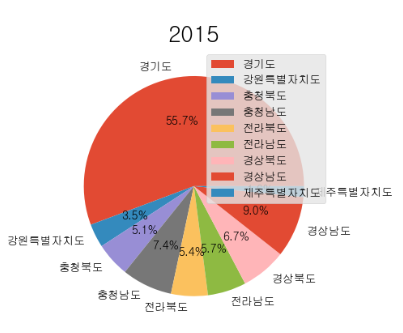 2015
경기도
강원특별자치도
충청북도
충청남도
전라북도
전라남도
경상북도
경상남도
제주특별자치도
경기도
55.7%
강원특별자치도
3.5%
충청북도
5.1%
충청남도
7.4%
전라북도
5.4%
전라남도
5.7%
경상북도
6.7%
경상남도
9.0%
주특별자치도